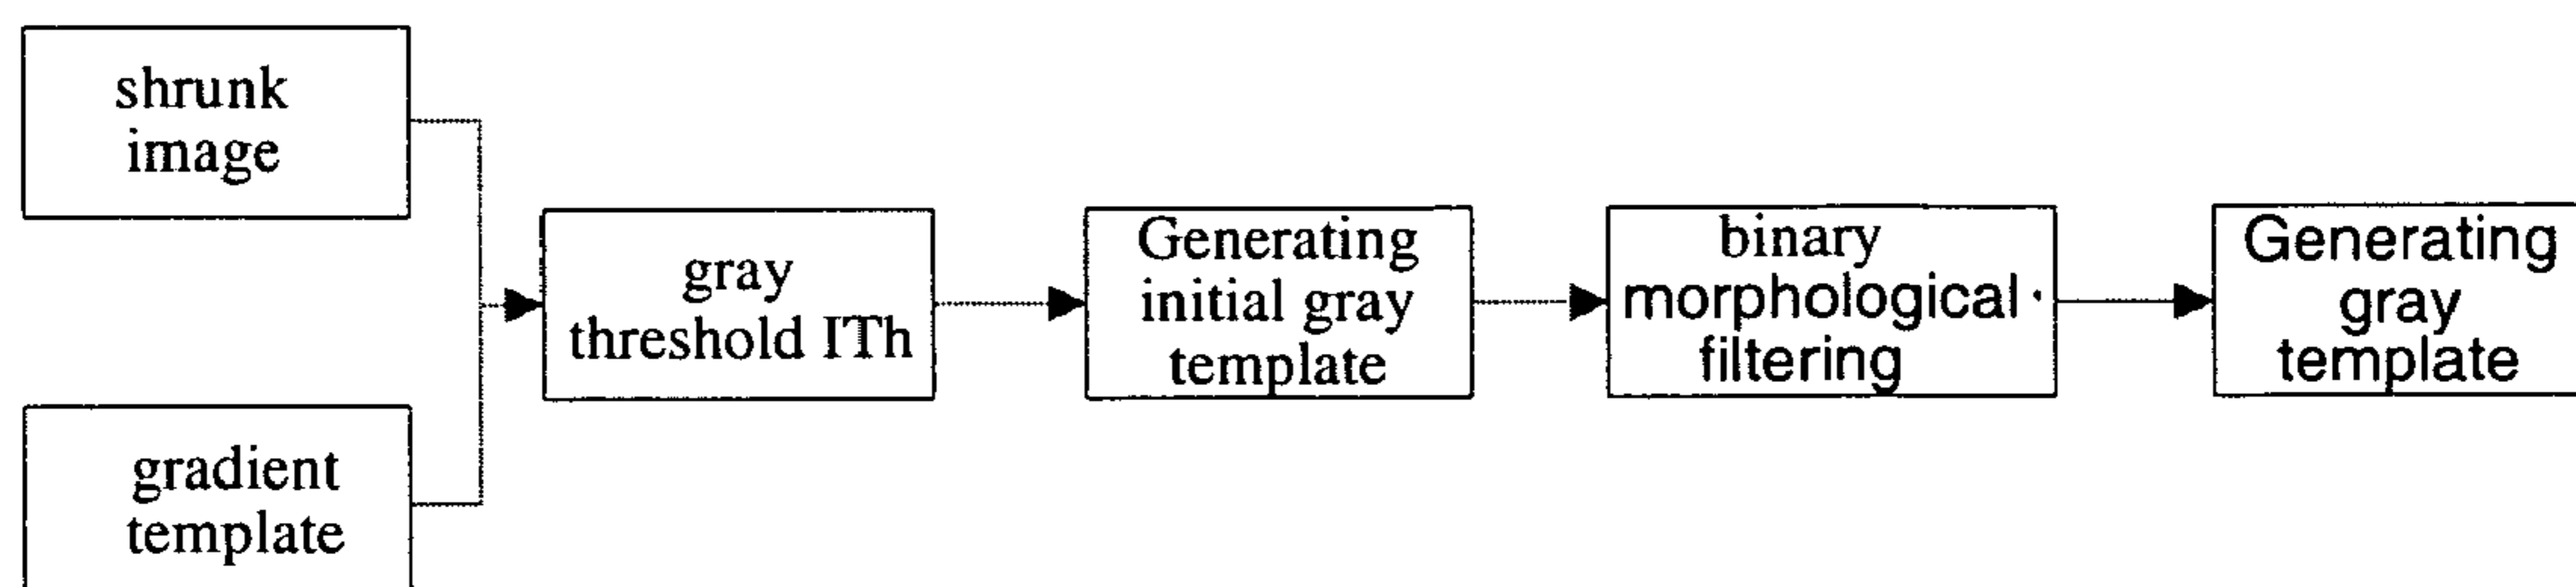 shrunk
image
gradient
template
gray
threshold ITh
Generating
initial gray
template
binary
morphological
filtering
Generating
gray
template